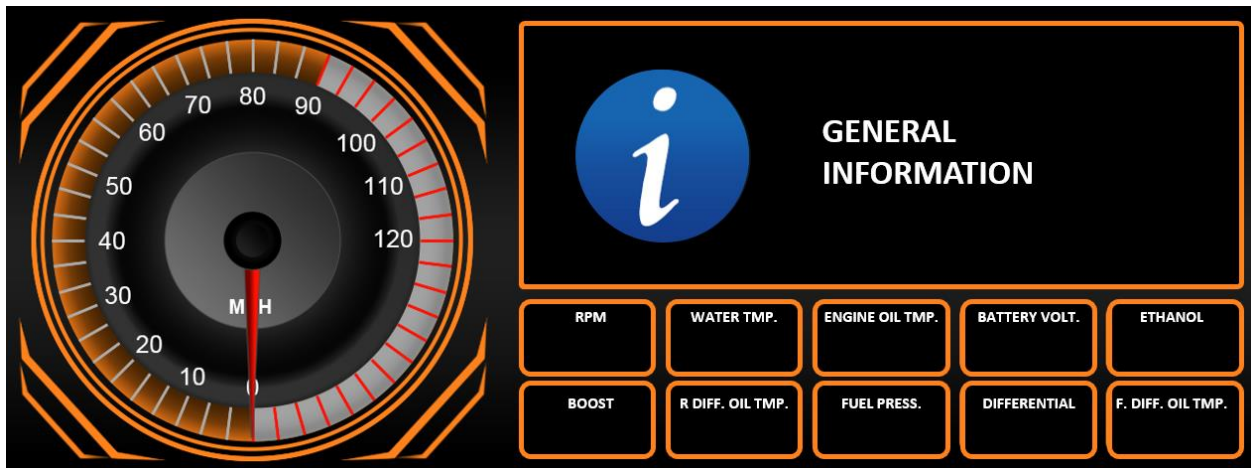 70 80 90
60 100
50 110
40 120
30
20
10 0
MPH
i
GENERAL
INFORMATION
RPM WATER TMP. ENGINE OIL TMP. BATTERY VOLT. ETHANOL
BOOST R DIFF. OIL TMP. FUEL PRESS. DIFFERENTIAL F. DIFF. OIL TMP.